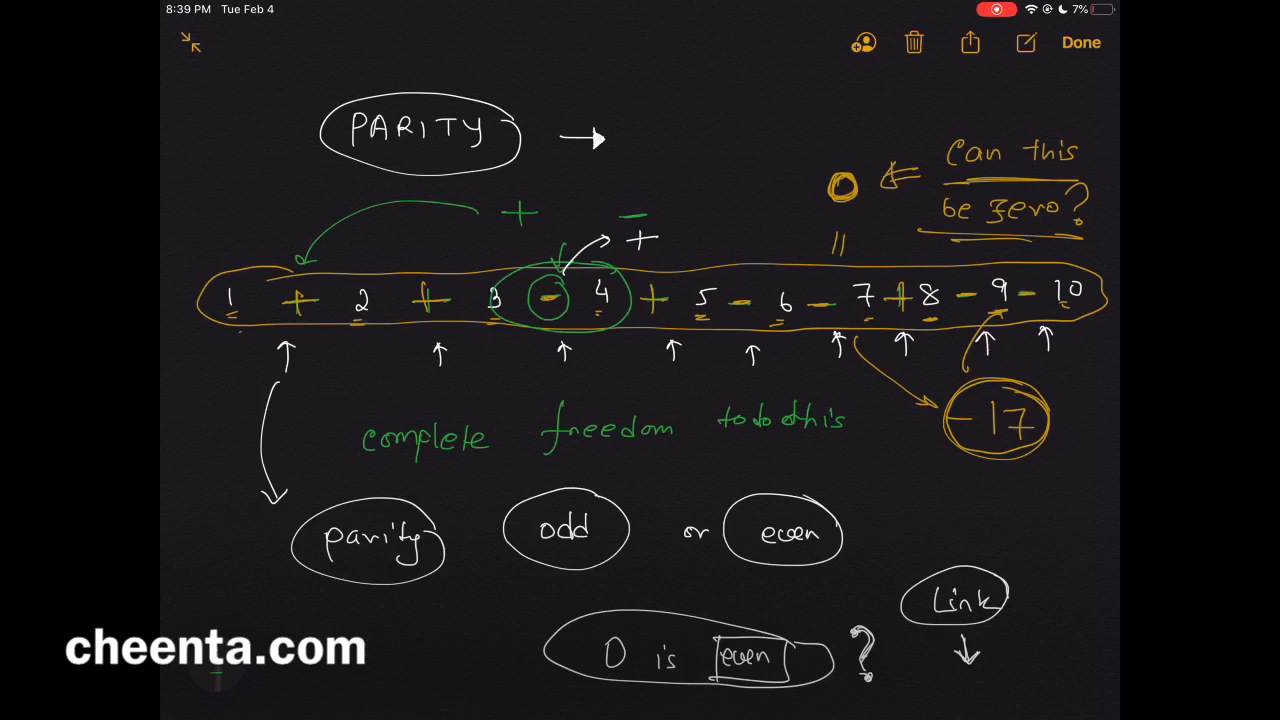 8:39 PM Tue Feb 4 7%
Done
PARITY →
Can this
0 ⇐ be zero?
+ -
+ =
1 + 2 + 3 - 4 + 5 - 6 - 7 + 8 - 9 - 10
complete freedom to do this
-17
parity odd or even
Link
0 is even ?
cheenta.com